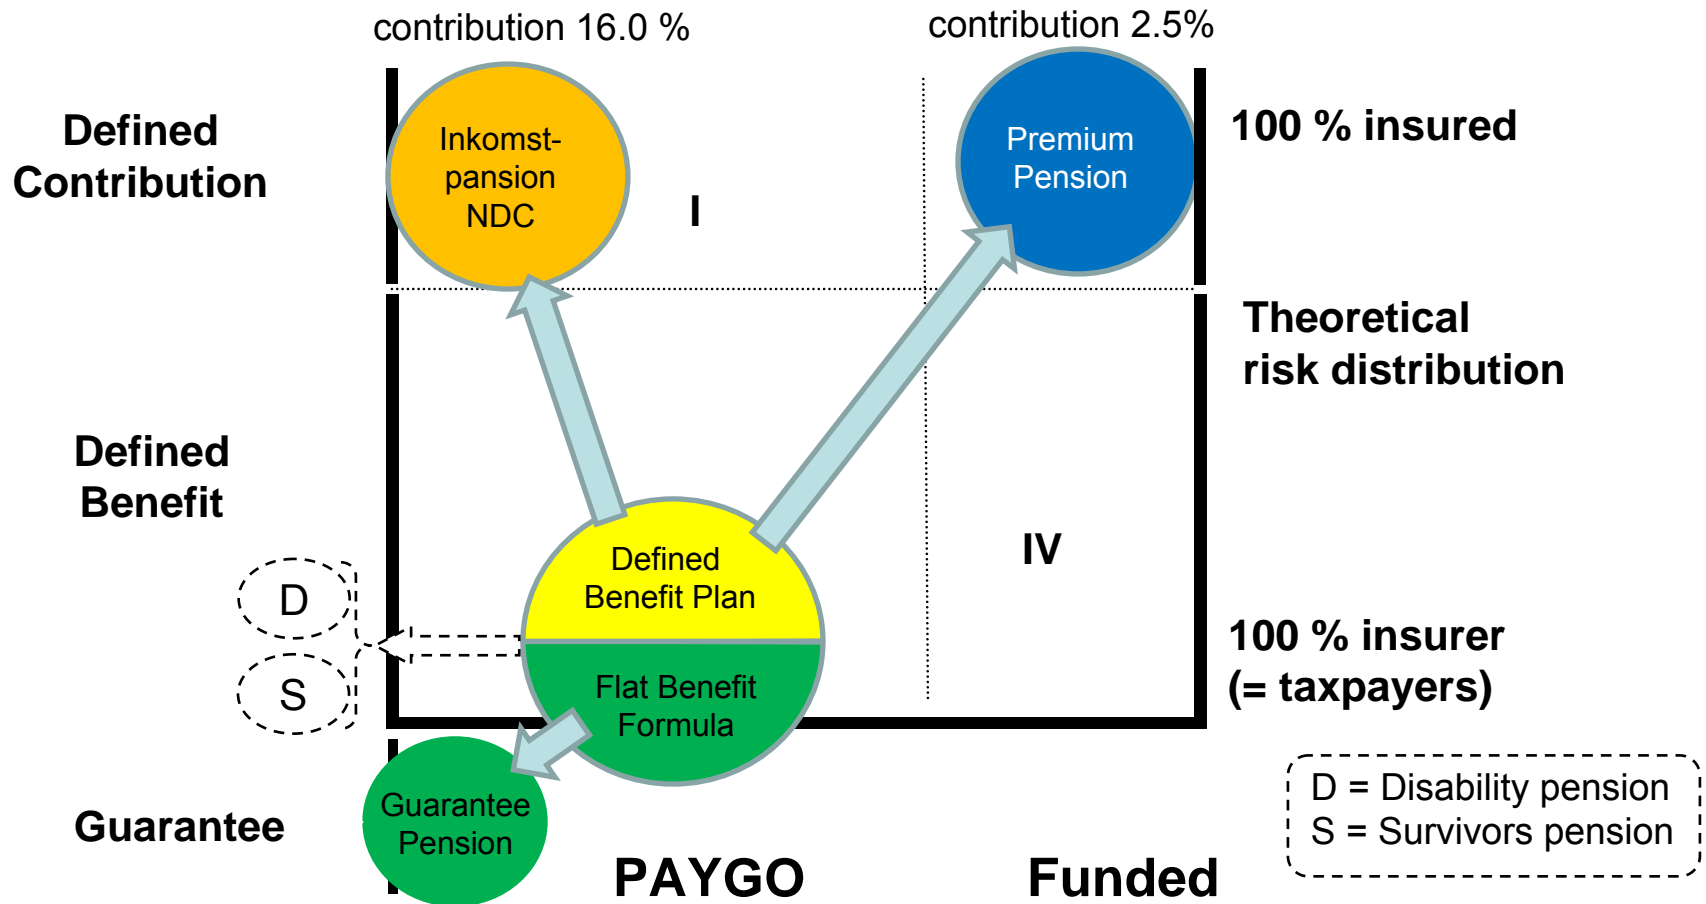 contribution 16.0 %
contribution 2.5%
Defined
Contribution
Inkomst-
pansion
NDC
I
Premium
Pension
100 % insured
Theoretical
risk distribution
Defined
Benefit
Defined
Benefit Plan
IV
D
S
Flat Benefit
Formula
100 % insurer
(= taxpayers)
Guarantee
Guarantee
Pension
PAYGO
Funded
D = Disability pension
S = Survivors pension